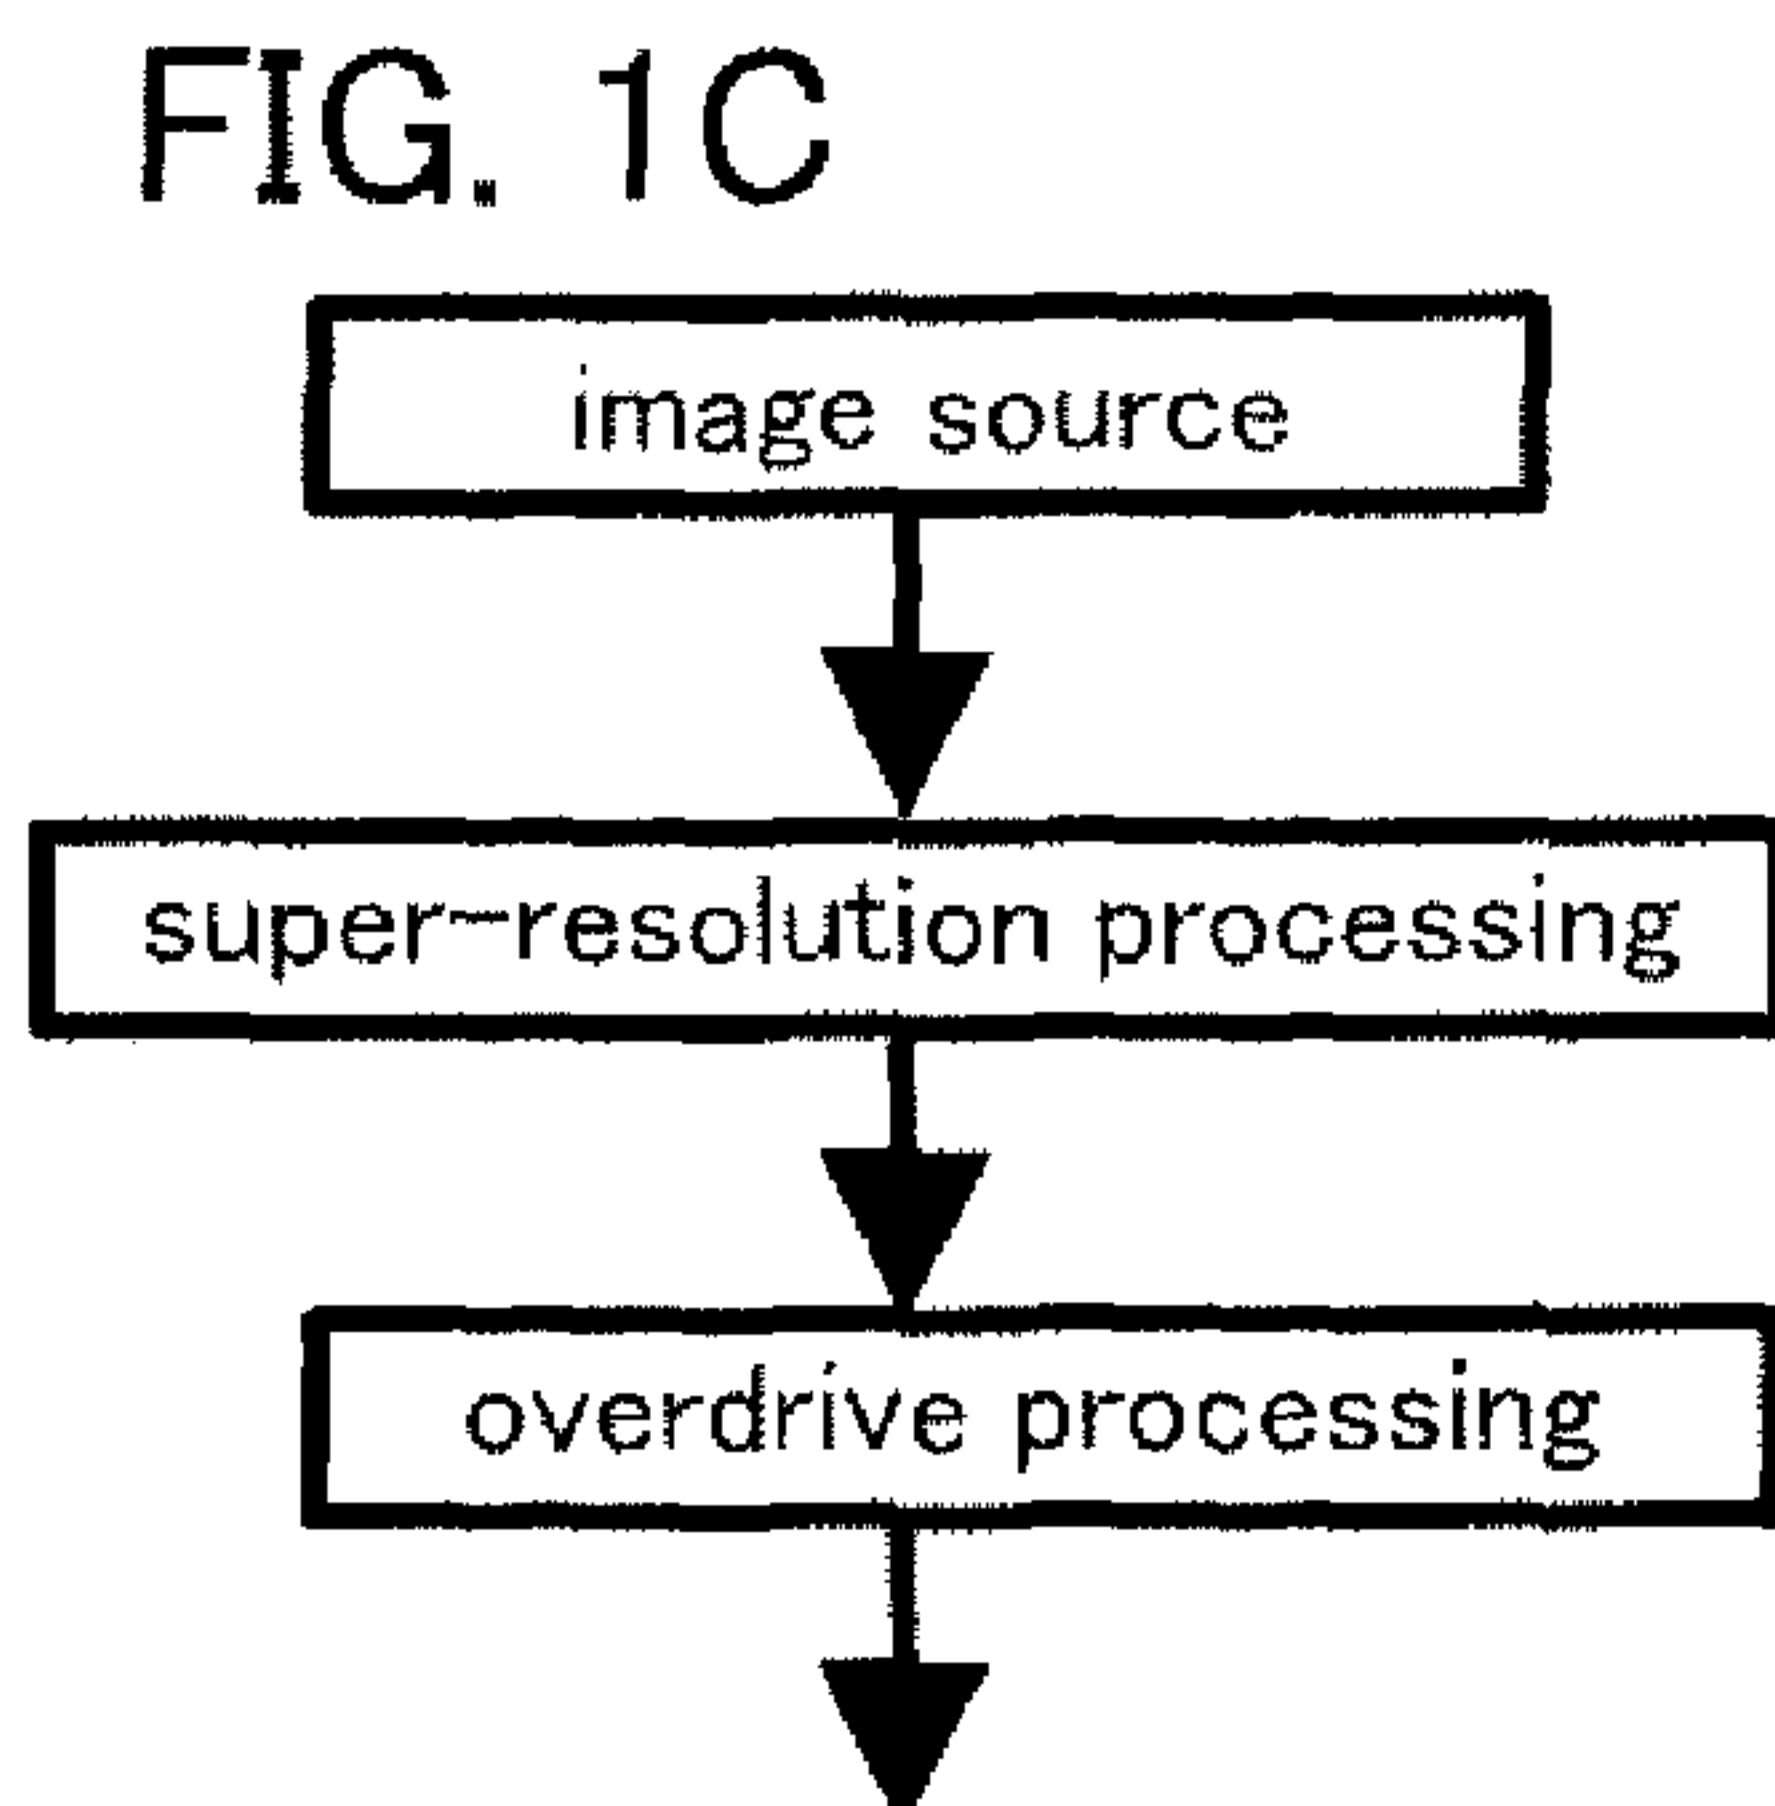 FIG. 1C
image source
super-resolution processing
overdrive processing